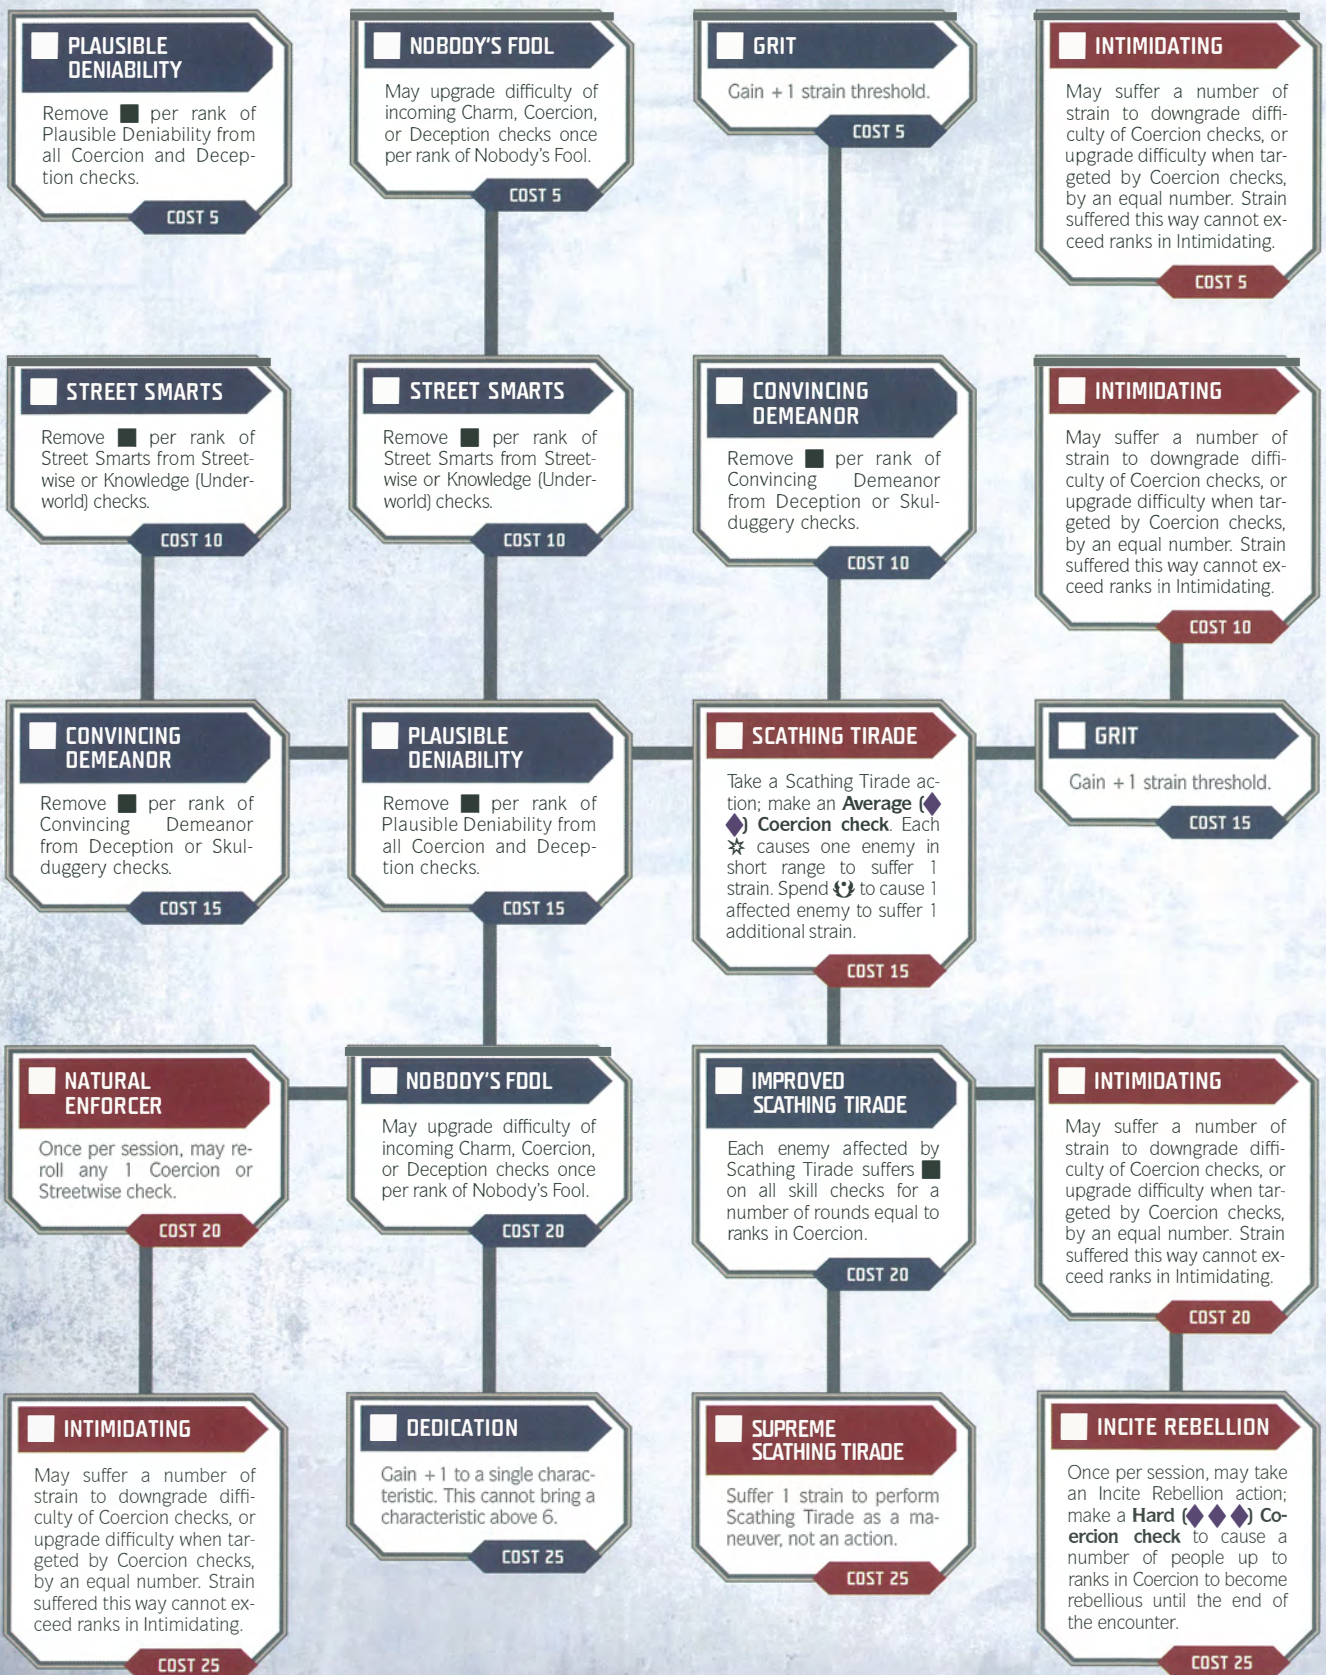 PLAUSIBLE
DENIABILITY
Remove ■ per rank of
Plausible Deniability from
all Coercion and Decep-
tion checks.
COST 5
NOBODY'S FOOL
May upgrade difficulty of
incoming Charm, Coercion,
or Deception checks once
per rank of Nobody's Fool.
COST 5
GRIT
Gain +1 strain threshold.
COST 5
INTIMIDATING
May suffer a number of
strain to downgrade diffi-
culty of Coercion checks, or
upgrade difficulty when tar-
geted by Coercion checks,
by an equal number. Strain
suffered this way cannot ex-
ceed ranks in Intimidating.
COST 5
STREET SMARTS
Remove ■ per rank of
Street Smarts from Street-
wise or Knowledge (Under-
world) checks.
COST 10
STREET SMARTS
Remove ■ per rank of
Street Smarts from Street-
wise or Knowledge (Under-
world) checks.
COST 10
CONVINCING
DEMEANOR
Remove ■ per rank of
Convincing Demeanor
from Deception or Skul-
duggery checks.
COST 10
INTIMIDATING
May suffer a number of
strain to downgrade diffi-
culty of Coercion checks, or
upgrade difficulty when tar-
geted by Coercion checks,
by an equal number. Strain
suffered this way cannot ex-
ceed ranks in Intimidating.
COST 10
CONVINCING
DEMEANOR
Remove ■ per rank of
Convincing Demeanor
from Deception or Skul-
duggery checks.
COST 15
PLAUSIBLE
DENIABILITY
Remove ■ per rank of
Plausible Deniability from
all Coercion and Decep-
tion checks.
COST 15
SCATHING TIRADE
Take a Scathing Tirade ac-
tion; make an Average (◆
◆) Coercion check. Each
causes one enemy in
short range to suffer 1
strain. Spend to cause 1
affected enemy to suffer 1
additional strain.
COST 15
GRIT
Gain +1 strain threshold.
COST 15
NATURAL
ENFORCER
Once per session, may re-
roll any 1 Coercion or
Streetwise check.
COST 20
NOBODY'S FOOL
May upgrade difficulty of
incoming Charm, Coercion,
or Deception checks once
per rank of Nobody's Fool.
COST 20
IMPROVED
SCATHING TIRADE
Each enemy affected by
Scathing Tirade suffers ■
on all skill checks for a
number of rounds equal to
ranks in Coercion.
COST 20
INTIMIDATING
May suffer a number of
strain to downgrade diffi-
culty of Coercion checks, or
upgrade difficulty when tar-
geted by Coercion checks,
by an equal number. Strain
suffered this way cannot ex-
ceed ranks in Intimidating.
COST 20
INTIMIDATING
May suffer a number of
strain to downgrade diffi-
culty of Coercion checks, or
upgrade difficulty when tar-
geted by Coercion checks,
by an equal number. Strain
suffered this way cannot ex-
ceed ranks in Intimidating.
COST 25
DEDICATION
Gain +1 to a single charac-
teristic. This cannot bring a
characteristic above 6.
COST 25
SUPREME
SCATHING TIRADE
Suffer 1 strain to perform
Scathing Tirade as a ma-
neuver, not an action.
COST 25
INCITE REBELLION
Once per session, may take
an Incite Rebellion action;
make a Hard (◆ ◆ ◆) Co-
ercion check to cause a
number of people up to
ranks in Coercion to become
rebellious until the end of
the encounter.
COST 25